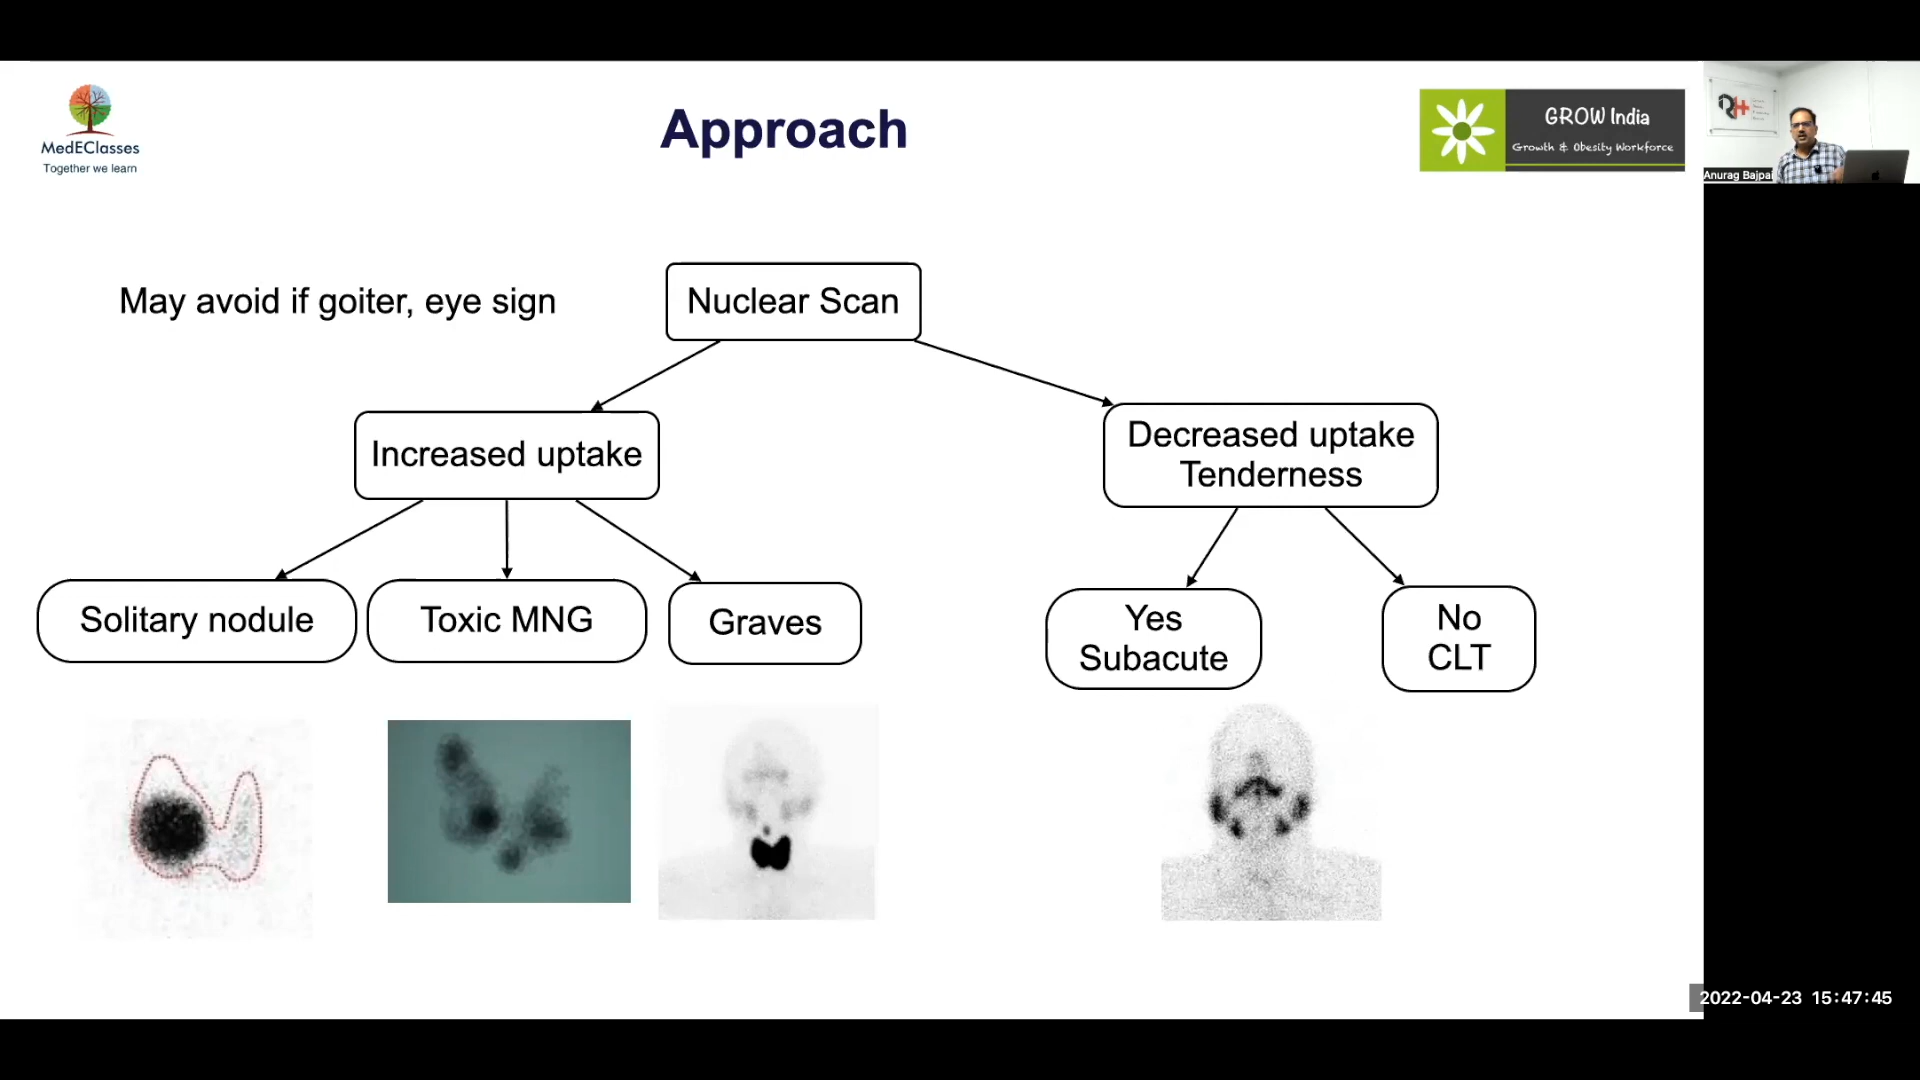 MedEClasses
Together we learn
Approach
GROW India
Growth & Obesity Workforce
Anurag Bajpai
May avoid if goiter, eye sign
Nuclear Scan
Increased uptake
Decreased uptake
Tenderness
Solitary nodule
Toxic MNG
Graves
Yes
Subacute
No
CLT
2022-04-23 15:47:45